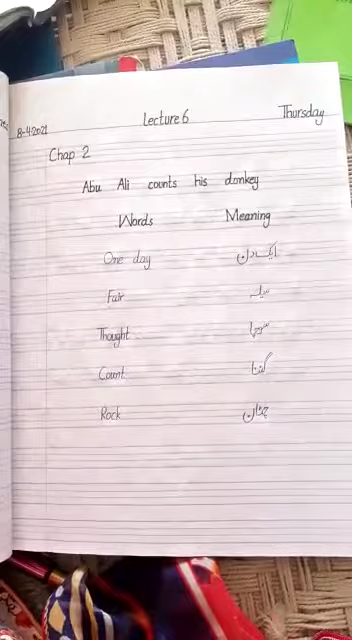 8-4-2021 Lecture 6 Thursday
Chap 2
Abu Ali counts his donkey
Words Meaning
One day ایک دن
Fair میلہ
Thought سوچا
Count گننا
Rock چٹان